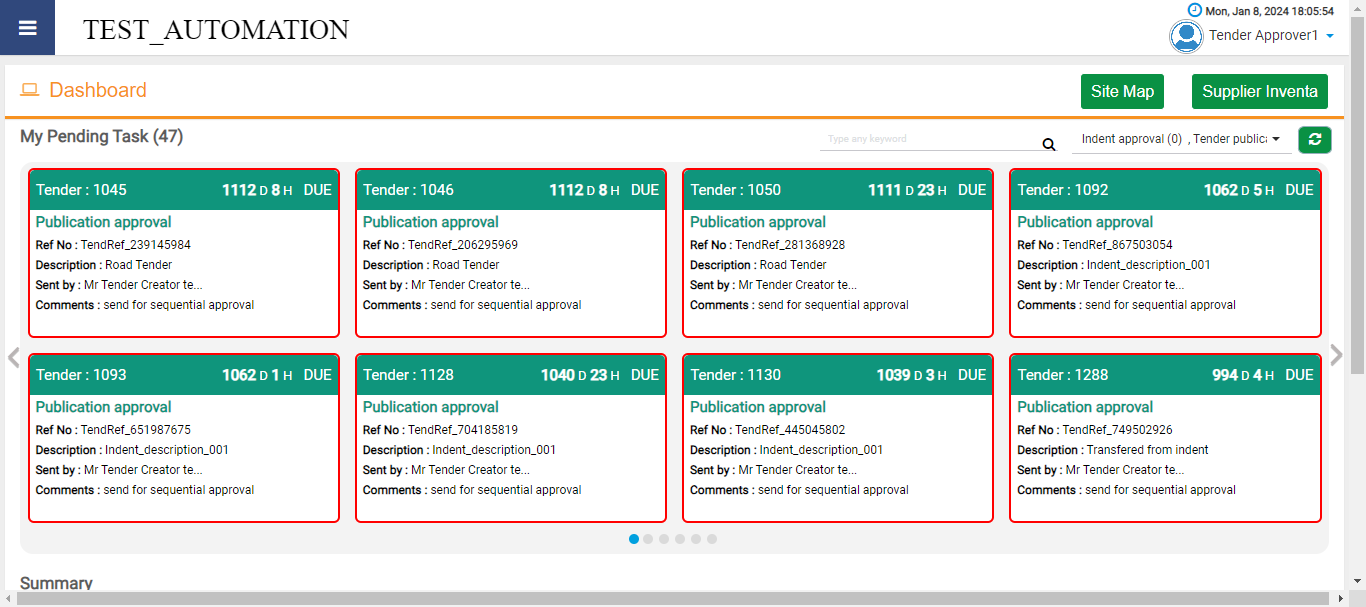 TEST_AUTOMATION
Mon, Jan 8, 2024 18:05:54
Tender Approver1
Dashboard
Site Map
Supplier Inventa
My Pending Task (47)
Type any keyword
Indent approval (0) , Tender public
Tender : 1045 1112 D 8 H DUE
Publication approval
Ref No : TendRef_239145984
Description : Road Tender
Sent by : Mr Tender Creator te...
Comments : send for sequential approval
Tender : 1046 1112 D 8 H DUE
Publication approval
Ref No : TendRef_206295969
Description : Road Tender
Sent by : Mr Tender Creator te...
Comments : send for sequential approval
Tender : 1050 1111 D 23 H DUE
Publication approval
Ref No : TendRef_281368928
Description : Road Tender
Sent by : Mr Tender Creator te...
Comments : send for sequential approval
Tender : 1092 1062 D 5 H DUE
Publication approval
Ref No : TendRef_867503054
Description : Indent_description_001
Sent by : Mr Tender Creator te...
Comments : send for sequential approval
Tender : 1093 1062 D 1 H DUE
Publication approval
Ref No : TendRef_651987675
Description : Indent_description_001
Sent by : Mr Tender Creator te...
Comments : send for sequential approval
Tender : 1128 1040 D 23 H DUE
Publication approval
Ref No : TendRef_704185819
Description : Indent_description_001
Sent by : Mr Tender Creator te...
Comments : send for sequential approval
Tender : 1130 1039 D 3 H DUE
Publication approval
Ref No : TendRef_445045802
Description : Indent_description_001
Sent by : Mr Tender Creator te...
Comments : send for sequential approval
Tender : 1288 994 D 4 H DUE
Publication approval
Ref No : TendRef_749502926
Description : Transfered from indent
Sent by : Mr Tender Creator te...
Comments : send for sequential approval
Summary